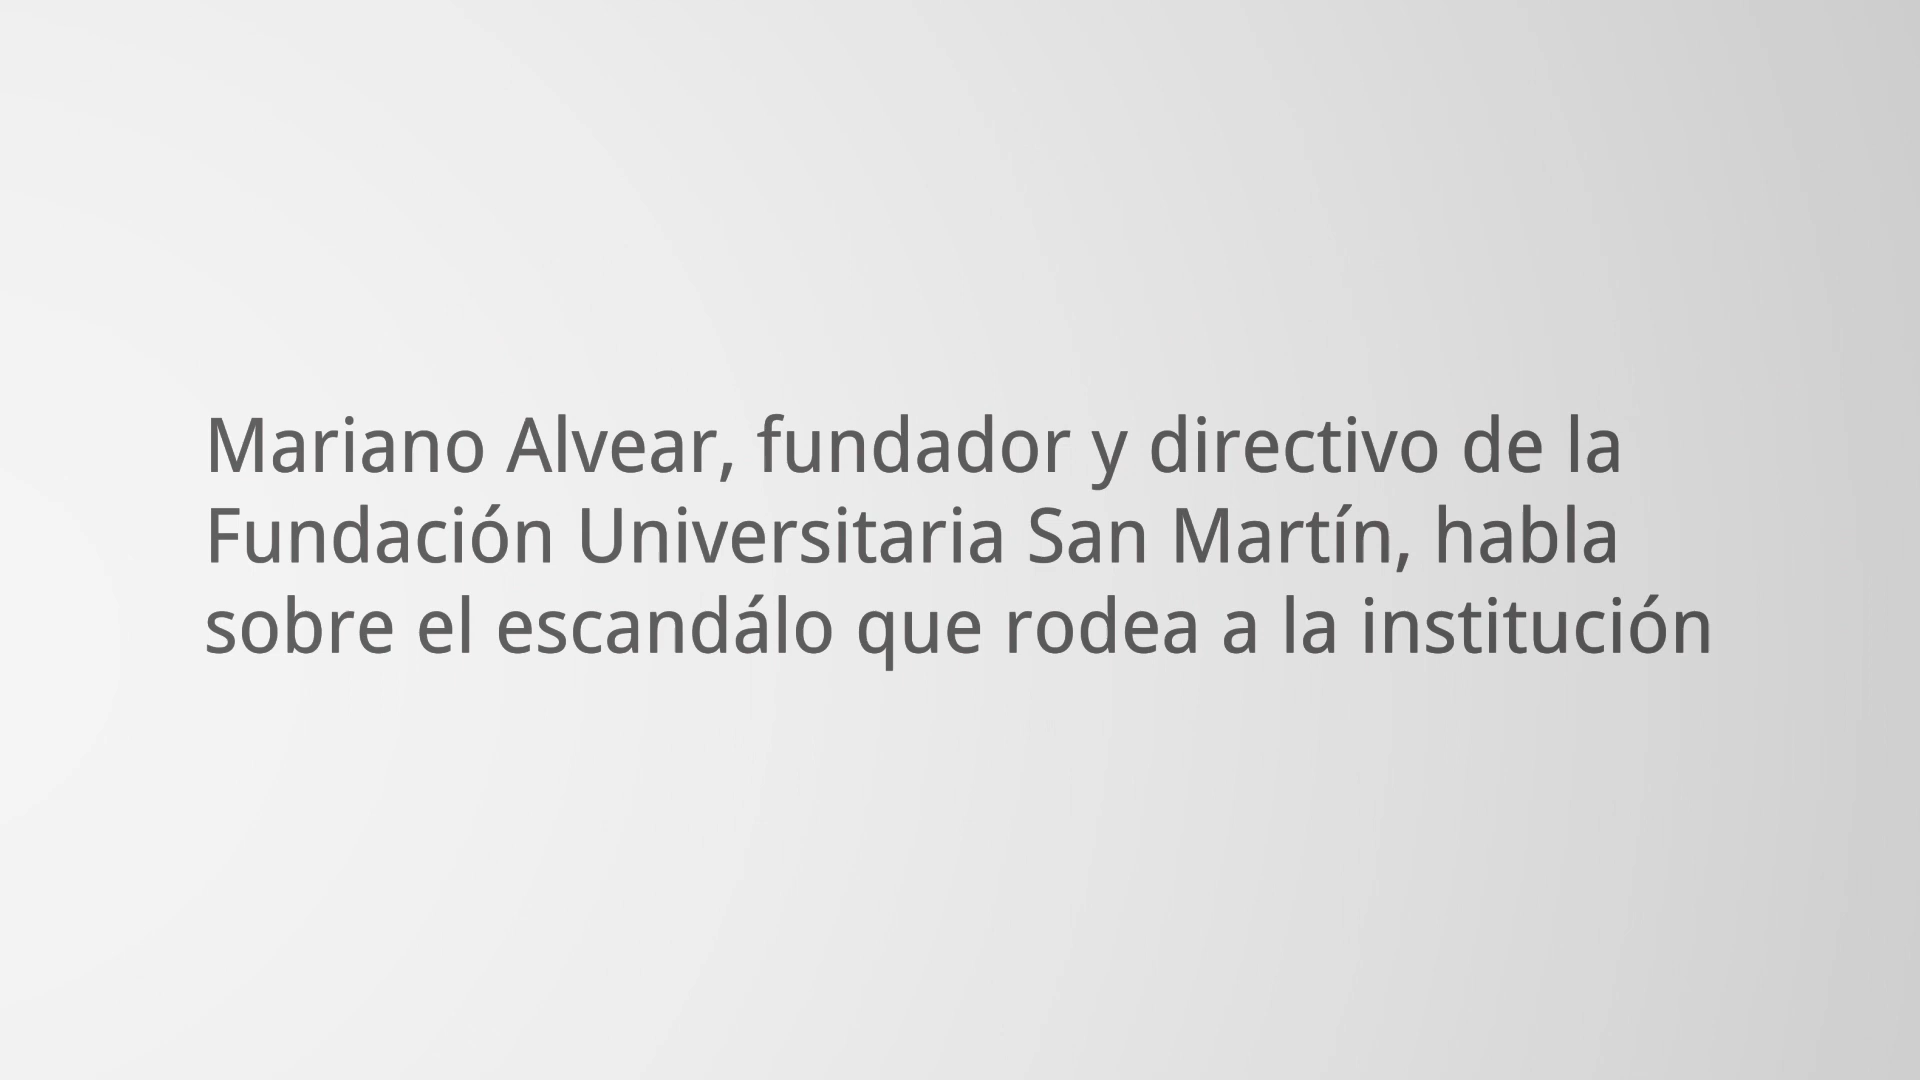 Mariano Alvear, fundador y directivo de la
Fundación Universitaria San Martín, habla
sobre el escandálo que rodea a la institución